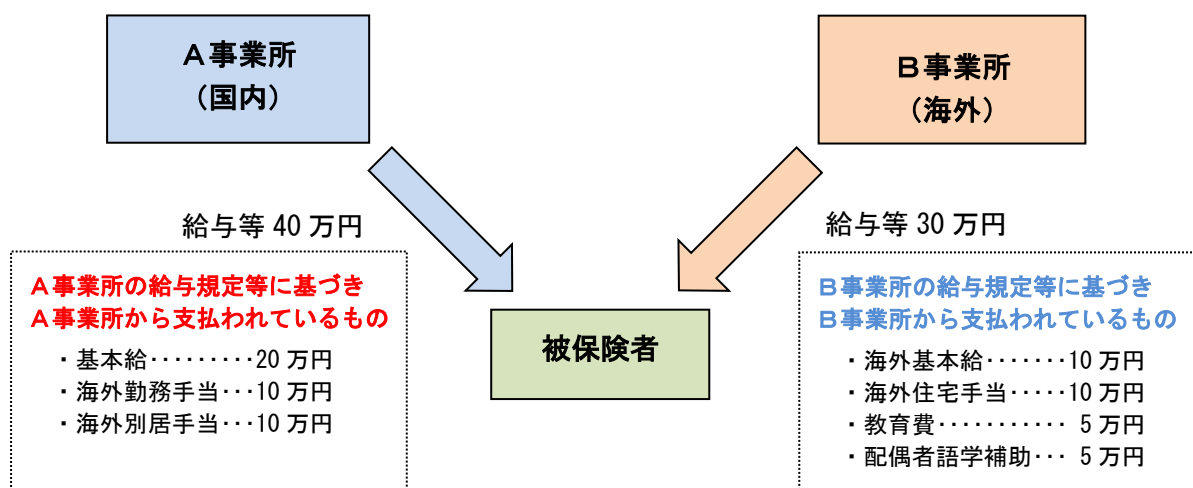 A事業所
(国内)
B事業所
(海外)
給与等 40 万円
給与等 30 万円
A事業所の給与規定等に基づき
A事業所から支払われているもの
・基本給‥‥‥‥‥20 万円
・海外勤務手当‥･10 万円
・海外別居手当‥･10 万円
被保険者
B事業所の給与規定等に基づき
B事業所から支払われているもの
・海外基本給‥‥‥･10 万円
・海外住宅手当‥‥･10 万円
・教育費‥‥‥‥‥･ 5 万円
・配偶者語学補助‥･ 5 万円